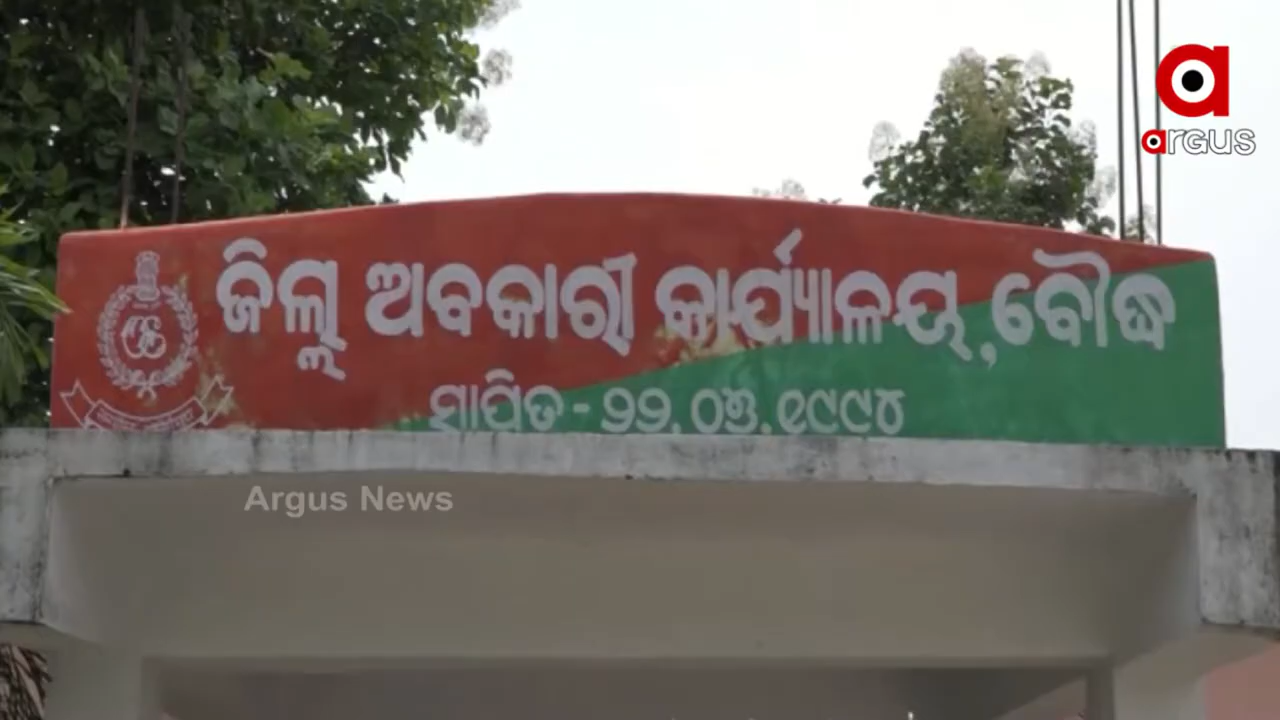 ଜିଲ୍ଲ ଅବକାରୀ କାର୍ଯ୍ୟାଳୟ,ବୌଦ୍ଧ
ସାପିତ - ୨୨.୦୩.୧୯୯୪
argus
Argus News